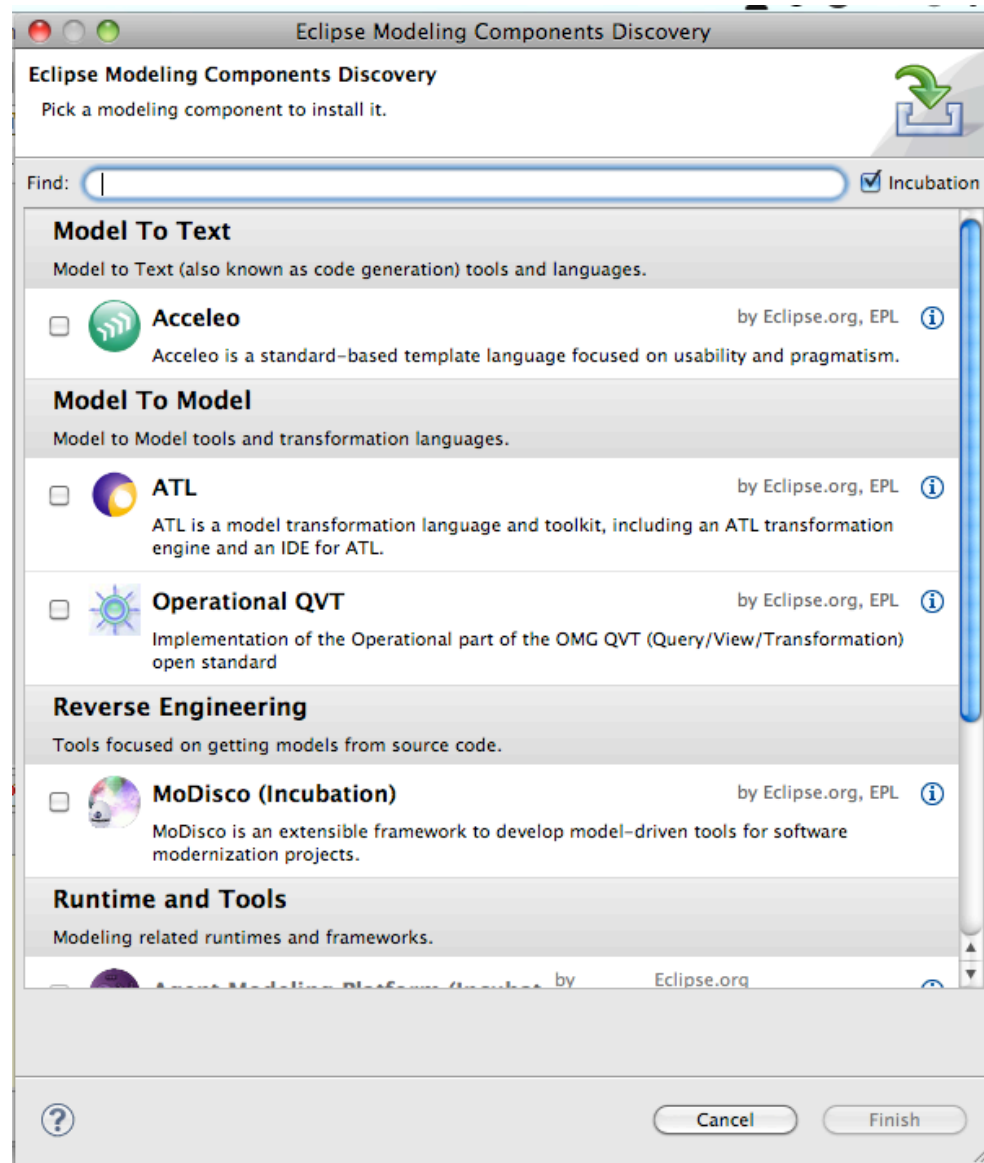 Eclipse Modeling Components Discovery
Eclipse Modeling Components Discovery
Pick a modeling component to install it.
Find:
Incubation
Model To Text
Model to Text (also known as code generation) tools and languages.
Acceleo by Eclipse.org, EPL
Acceleo is a standard-based template language focused on usability and pragmatism.
Model To Model
Model to Model tools and transformation languages.
ATL by Eclipse.org, EPL
ATL is a model transformation language and toolkit, including an ATL transformation
engine and an IDE for ATL.
Operational QVT by Eclipse.org, EPL
Implementation of the Operational part of the OMG QVT (Query/View/Transformation)
open standard
Reverse Engineering
Tools focused on getting models from source code.
MoDisco (Incubation) by Eclipse.org, EPL
MoDisco is an extensible framework to develop model-driven tools for software
modernization projects.
Runtime and Tools
Modeling related runtimes and frameworks.
Agent Modeling Platform (Incubat by Eclipse.org
Cancel Finish